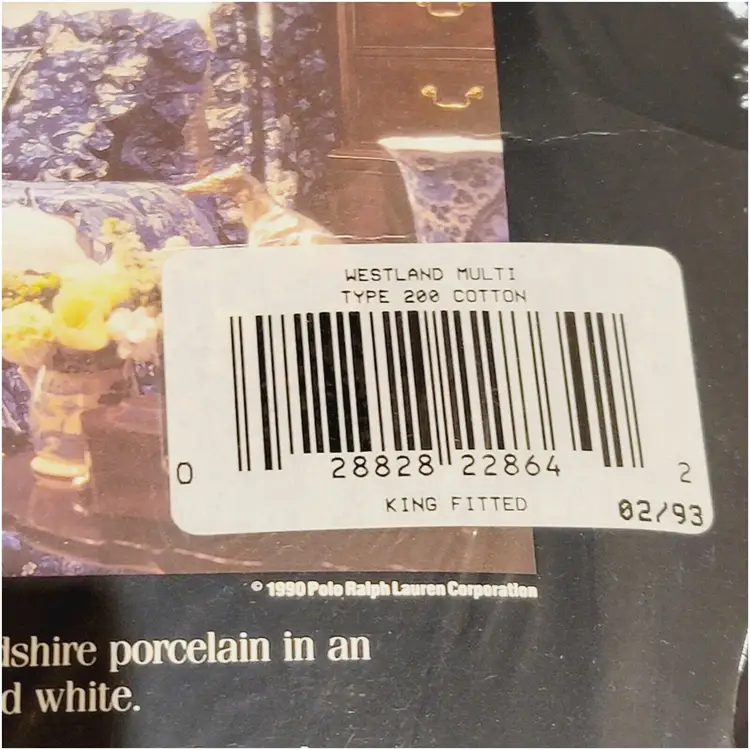 WESTLAND MULTI
TYPE 200 COTTON
0 28828 22864 2
KING FITTED
02/93
© 1990 Polo Ralph Lauren Corporation
dshire porcelain in an
d white.